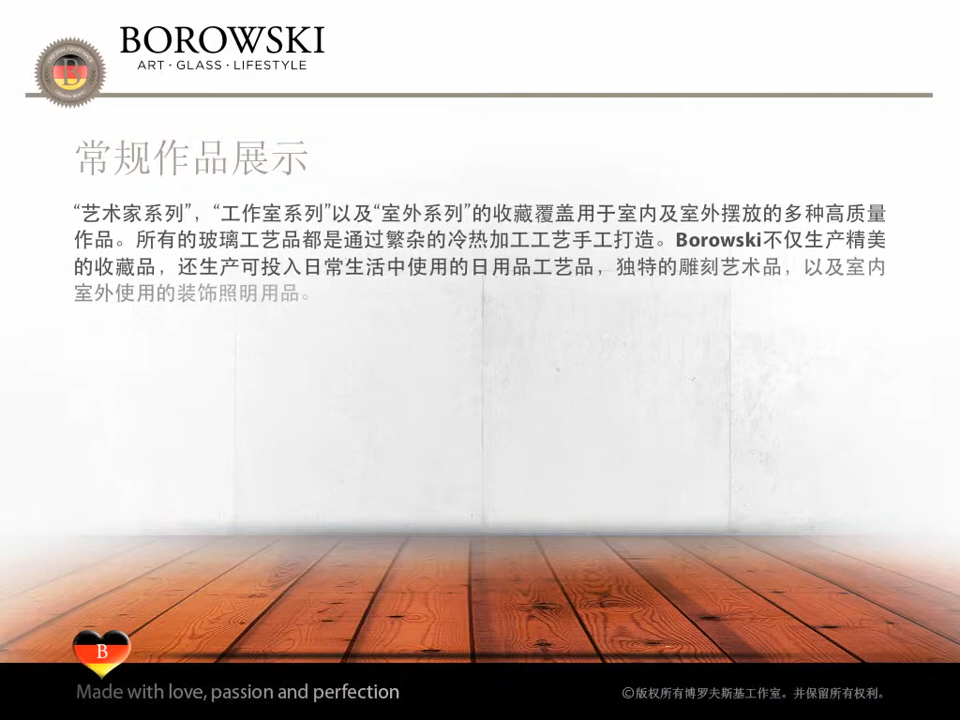 BOROWSKI
ART · GLASS · LIFESTYLE
B
常规作品展示
“艺术家系列”，“工作室系列”以及“室外系列”的收藏覆盖用于室内及室外摆放的多种高质量
作品。所有的玻璃工艺品都是通过繁杂的冷热加工工艺手工打造。Borowski不仅生产精美
的收藏品，还生产可投入日常生活中使用的日用品工艺品，独特的雕刻艺术品，以及室内
室外使用的装饰照明用品。
B
Made with love, passion and perfection
©版权所有博罗夫斯基工作室。并保留所有权利。